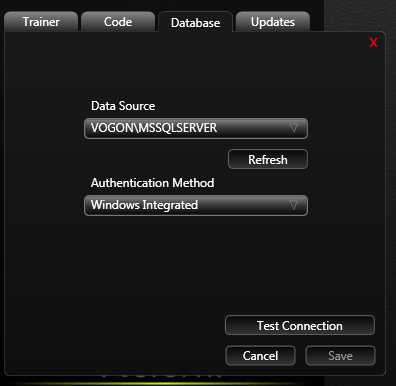 Trainer Code Database Updates
X
Data Source
VOGON\MSSQLSERVER
Refresh
Authentication Method
Windows Integrated
Test Connection
Cancel Save